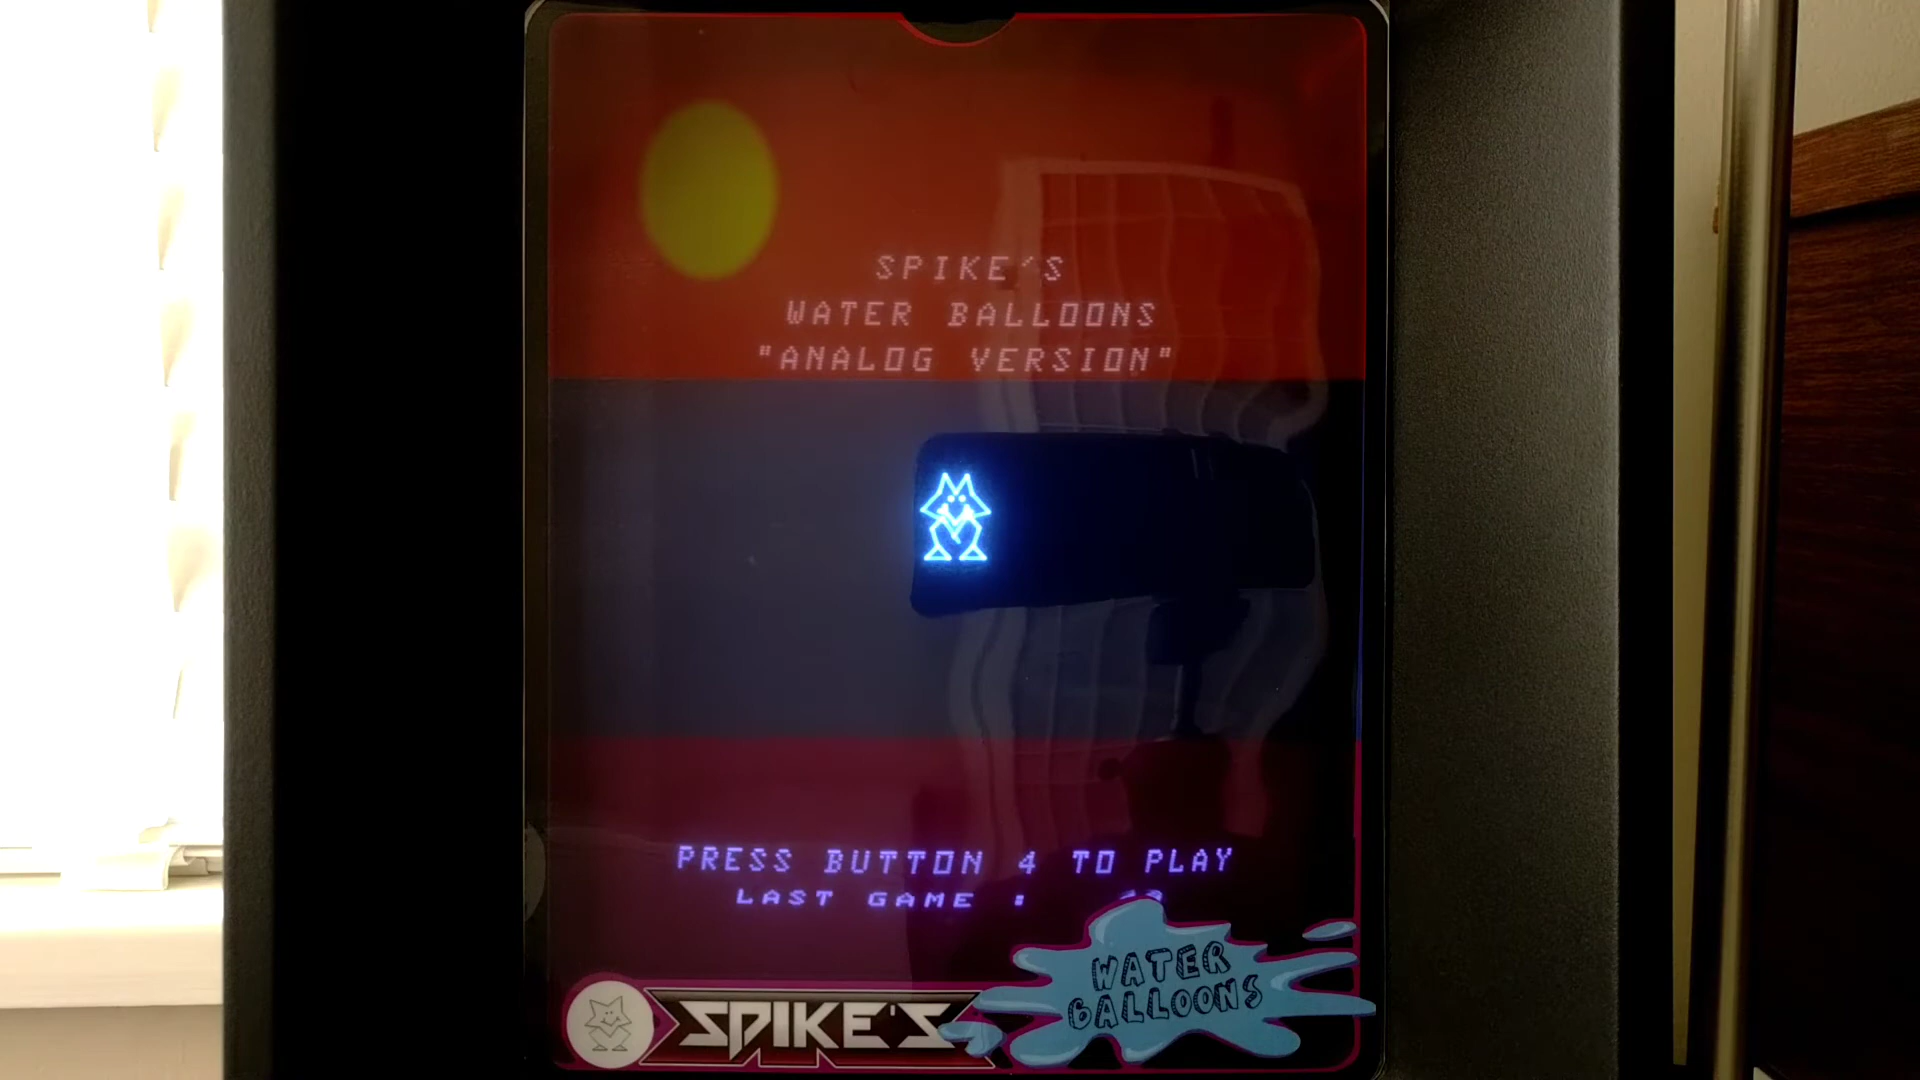 SPIKE'S
WATER BALLOONS
"ANALOG VERSION"
PRESS BUTTON 4 TO PLAY
LAST GAME :
WATER
BALLOONS
SPIKE'S